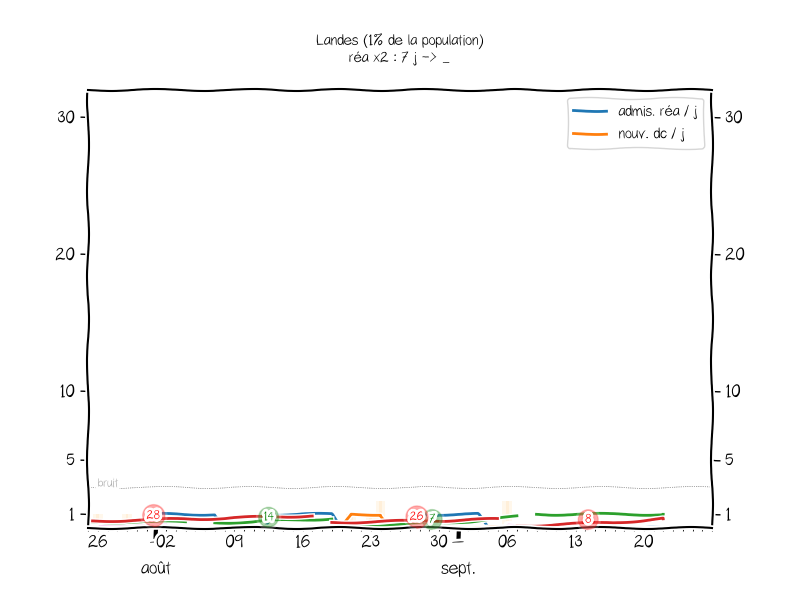 Landes (1% de la population)
réa x2 : 7 j -> _
admis. réa / j
nouv. dc / j
30 30
20 20
10 10
5 5
bruit
1 1
28 14 26 7 8
26 02 09 16 23 30 06 13 20
août sept.